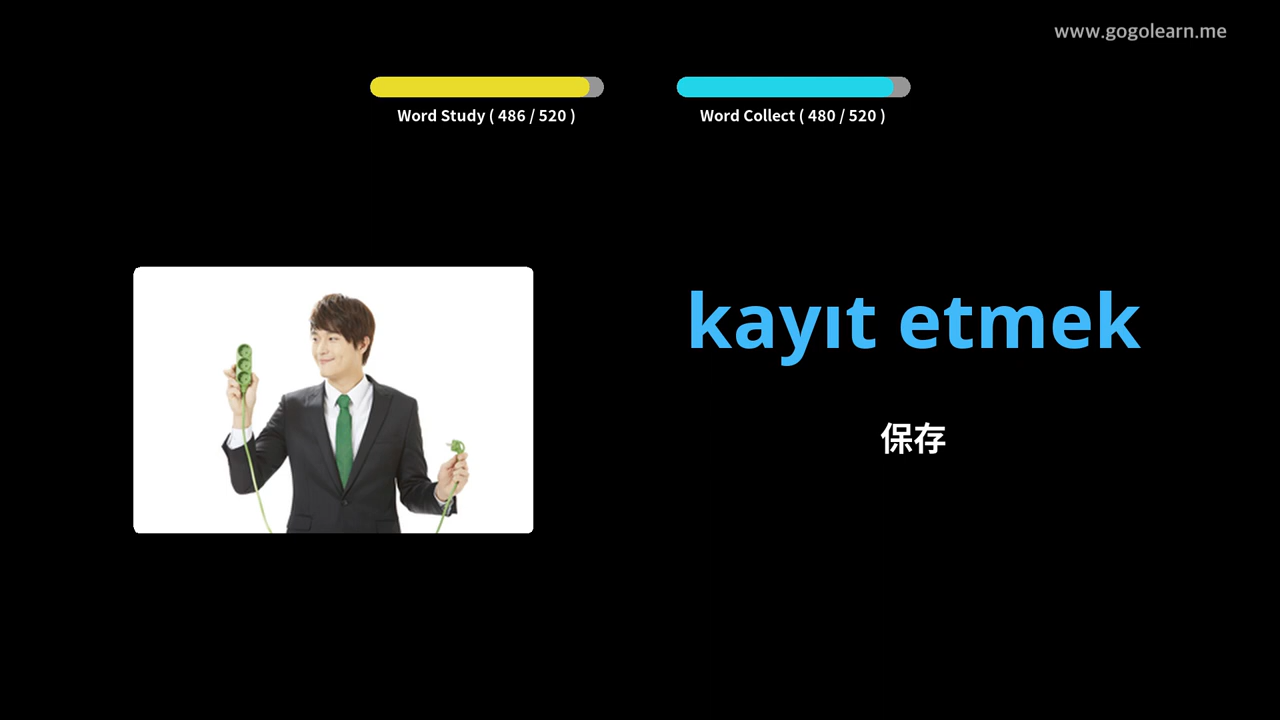 www.gogolearn.me
Word Study ( 486 / 520 )
Word Collect ( 480 / 520 )
kayıt etmek
保存